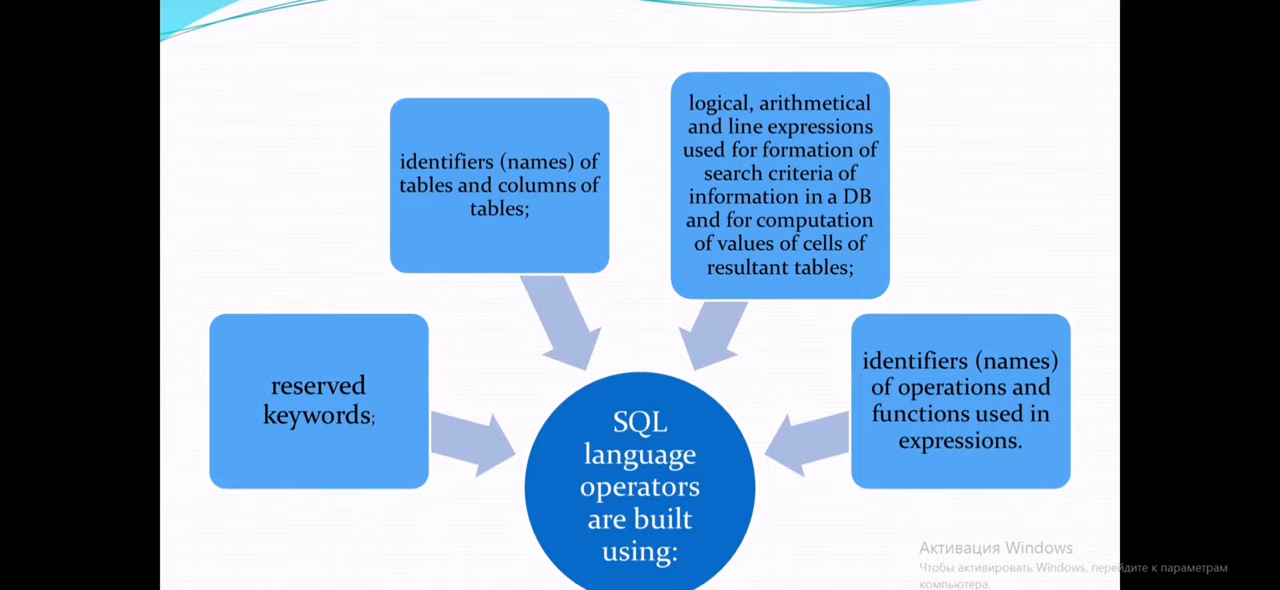 reserved
keywords;
identifiers (names) of
tables and columns of
tables;
logical, arithmetical
and line expressions
used for formation of
search criteria of
information in a DB
and for computation
of values of cells of
resultant tables;
identifiers (names)
of operations and
functions used in
expressions.
SQL
language
operators
are built
using:
Активация Windows
Чтобы активировать Windows, перейдите к параметрам
компьютера.